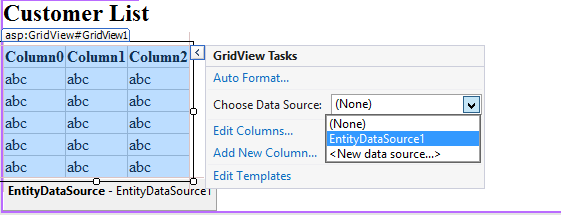 Customer List
asp:GridView#GridView1
Column0 Column1 Column2
abc abc abc
abc abc abc
abc abc abc
abc abc abc
abc abc abc
EntityDataSource - EntityDataSource1
GridView Tasks
Auto Format...
Choose Data Source: (None)
(None)
EntityDataSource1
<New data source...>
Edit Columns...
Add New Column...
Edit Templates